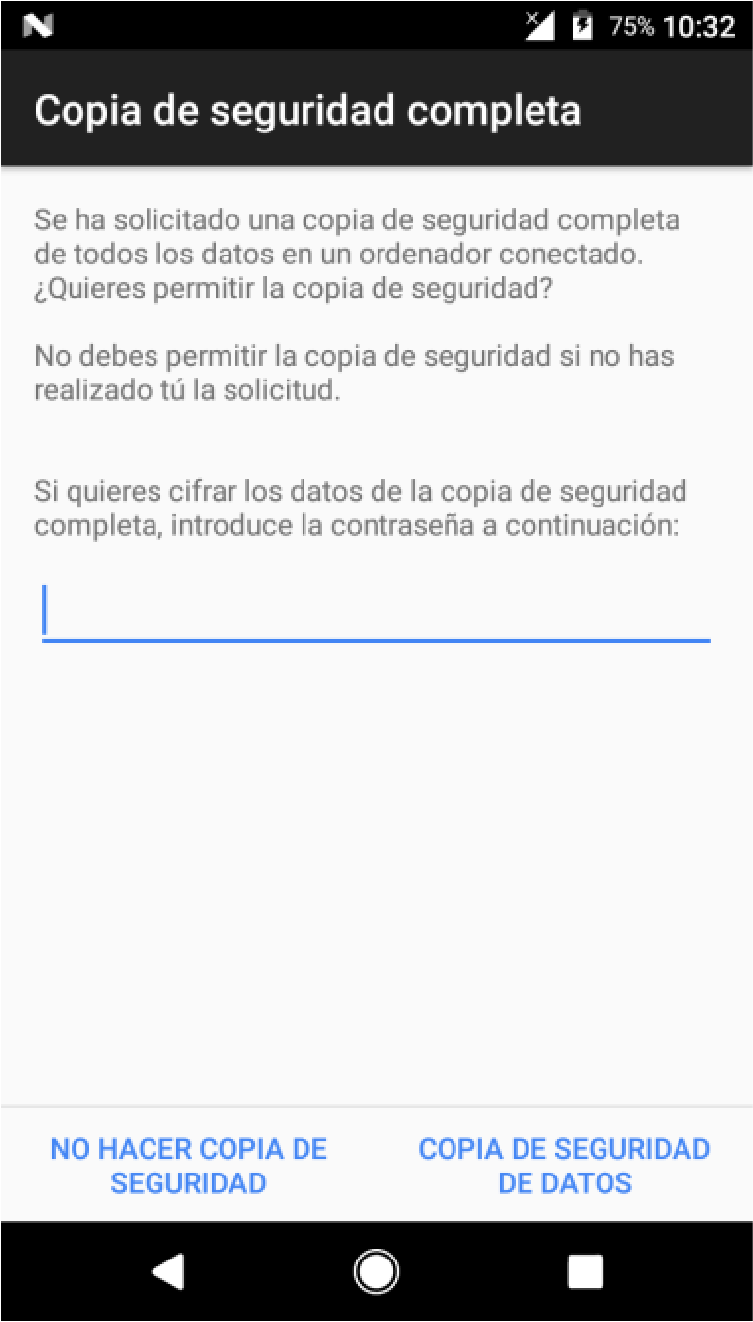 75% 10:32
Copia de seguridad completa
Se ha solicitado una copia de seguridad completa
de todos los datos en un ordenador conectado.
¿Quieres permitir la copia de seguridad?
No debes permitir la copia de seguridad si no has
realizado tú la solicitud.
Si quieres cifrar los datos de la copia de seguridad
completa, introduce la contraseña a continuación:
NO HACER COPIA DE
SEGURIDAD
COPIA DE SEGURIDAD
DE DATOS